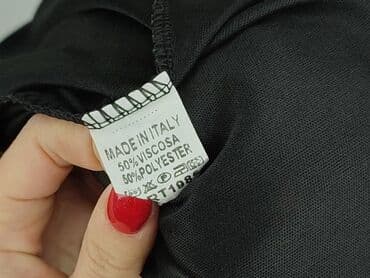 MADE IN ITALY
50% VISCOSA
50% POLYESTER